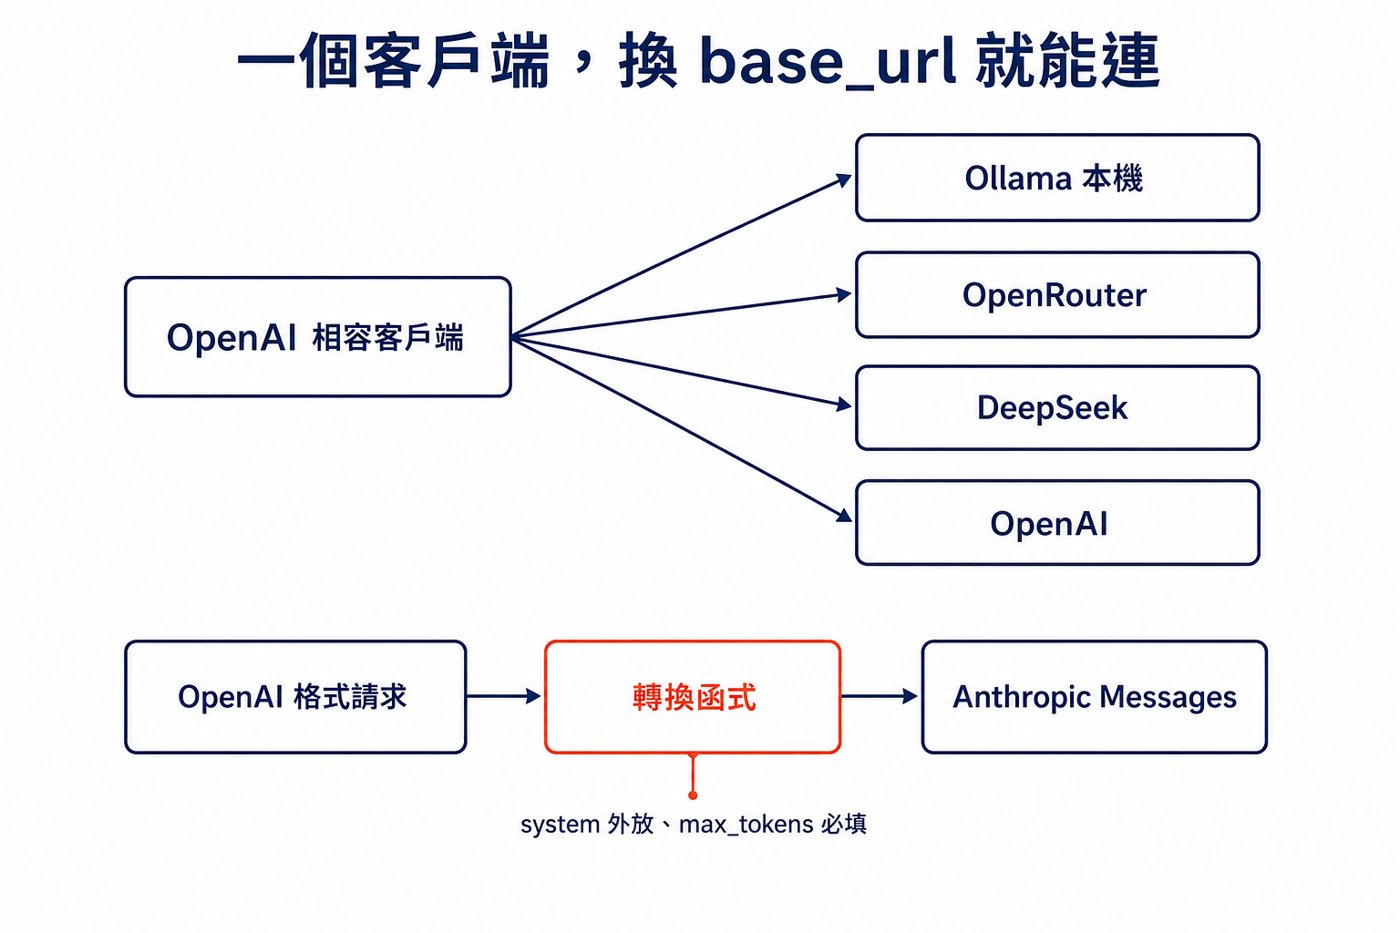 一個客戶端，換 base_url 就能連
Ollama 本機
OpenRouter
OpenAI 相容客戶端
DeepSeek
OpenAI
OpenAI 格式請求
轉換函式
Anthropic Messages
system 外放、max_tokens 必填